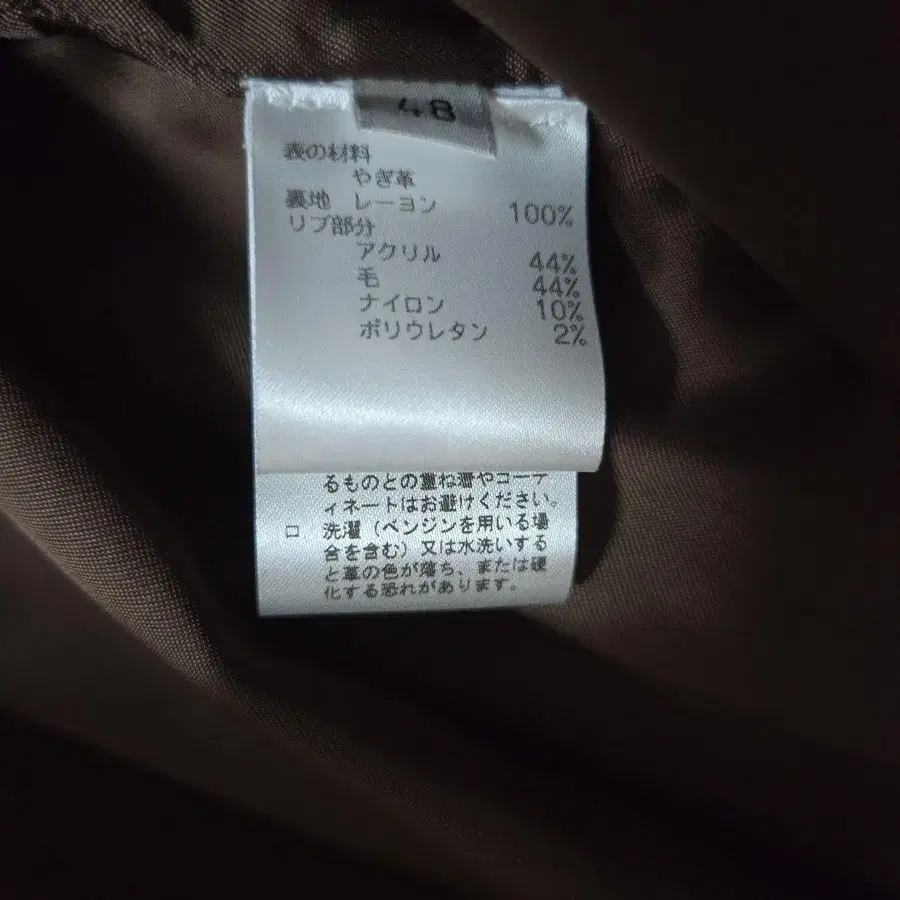 48
表の材料
やぎ革
裏地 レーヨン 100%
リブ部分
アクリル 44%
毛 44%
ナイロン 10%
ポリウレタン 2%
るものとの重ね着やコーデ
ィネートはお避けください。
□ 洗濯（ベンジンを用いる場
合を含む）又は水洗いする
と革の色が落ち、または硬
化する恐れがあります。